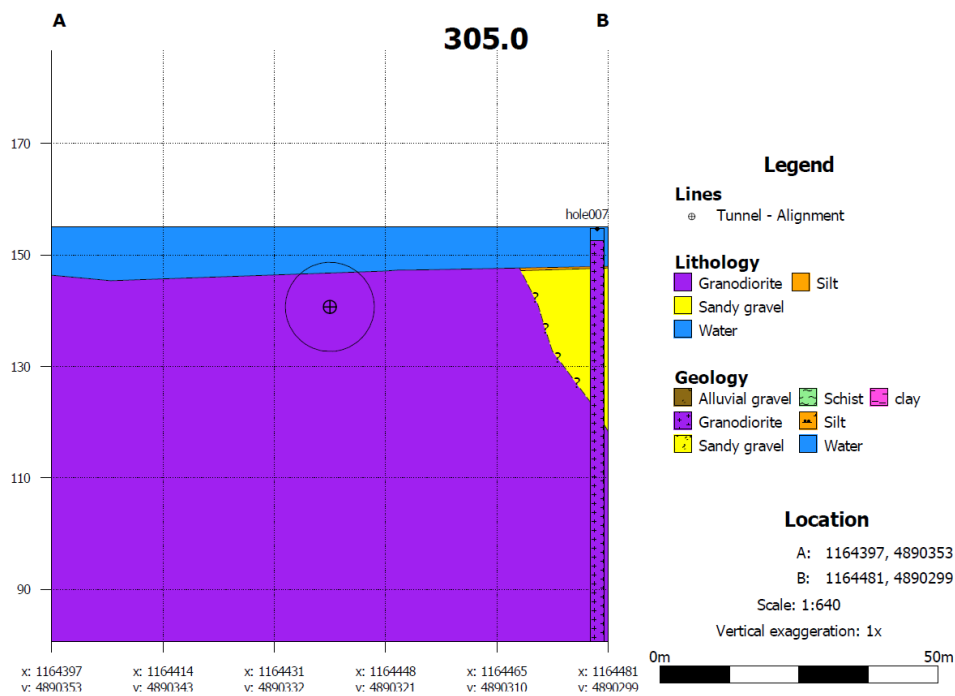 A
B
305.0
170
150
130
110
90
hole007
?
?
?
?
x: 1164397
y: 4890353
x: 1164414
y: 4890343
x: 1164431
y: 4890332
x: 1164448
y: 4890321
x: 1164465
y: 4890310
x: 1164481
y: 4890299
Legend
Lines
Tunnel - Alignment
Lithology
Granodiorite Silt
Sandy gravel
Water
Geology
Alluvial gravel Schist clay
Granodiorite Silt
Sandy gravel Water
Location
A: 1164397, 4890353
B: 1164481, 4890299
Scale: 1:640
Vertical exaggeration: 1x
0m 50m